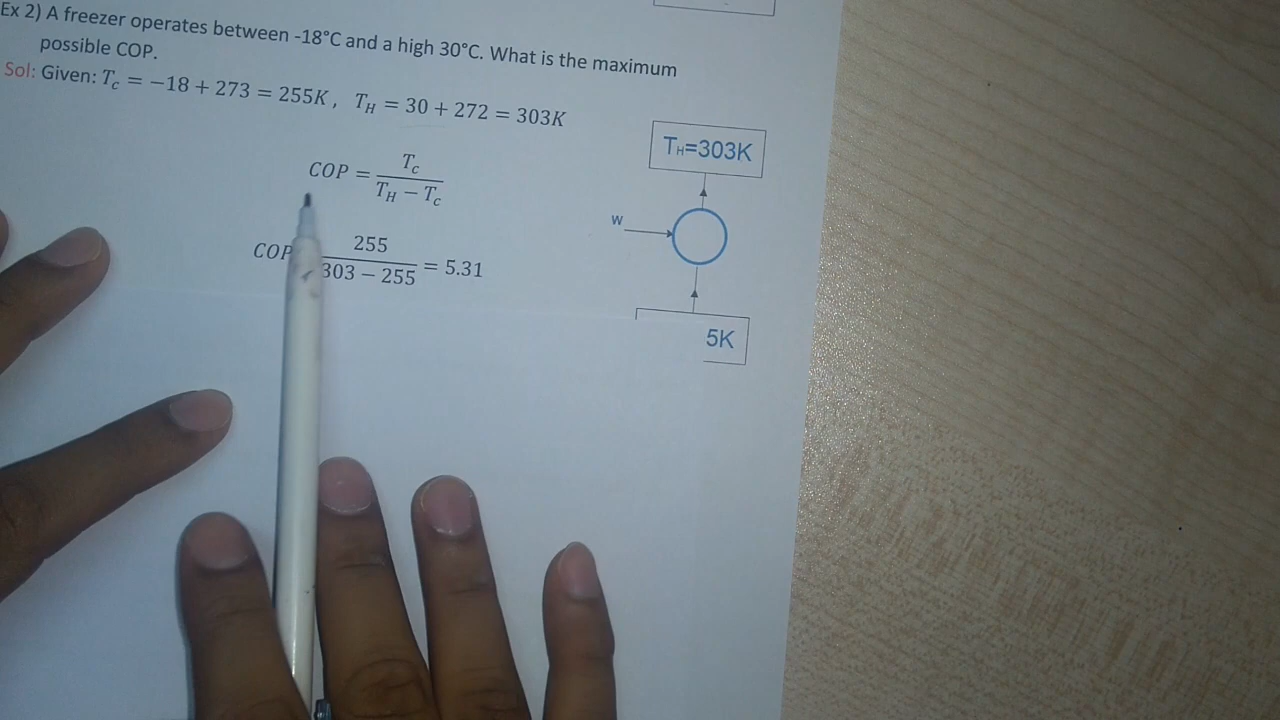 Ex 2) A freezer operates between -18°C and a high 30°C. What is the maximum
possible COP.
Sol: Given: T_c = −18 + 273 = 255K , T_H = 30 + 272 = 303K
COP = T_c / (T_H − T_c)
COP 255 / (303 − 255) = 5.31
T_H=303K
W
5K